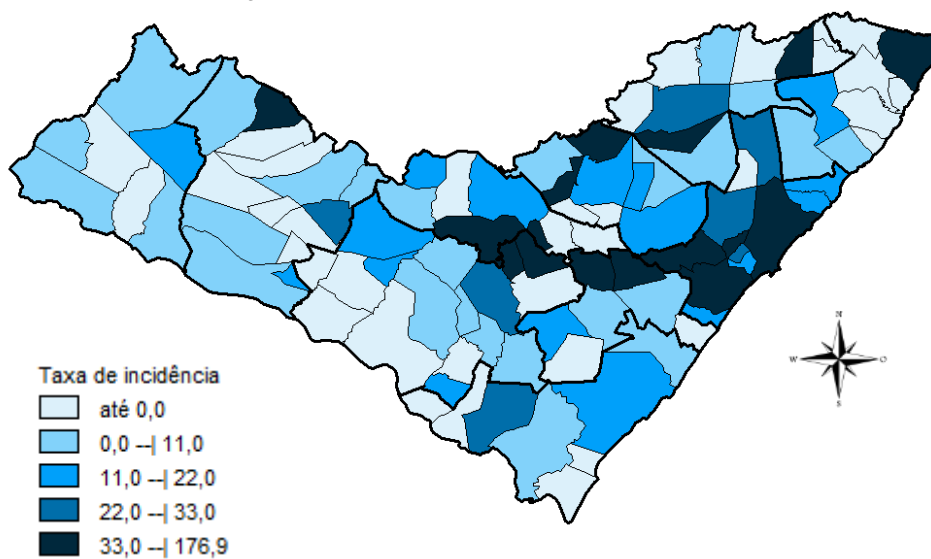 N
W
O
S
Taxa de incidência
até 0,0
0,0 --| 11,0
11,0 --| 22,0
22,0 --| 33,0
33,0 --| 176,9